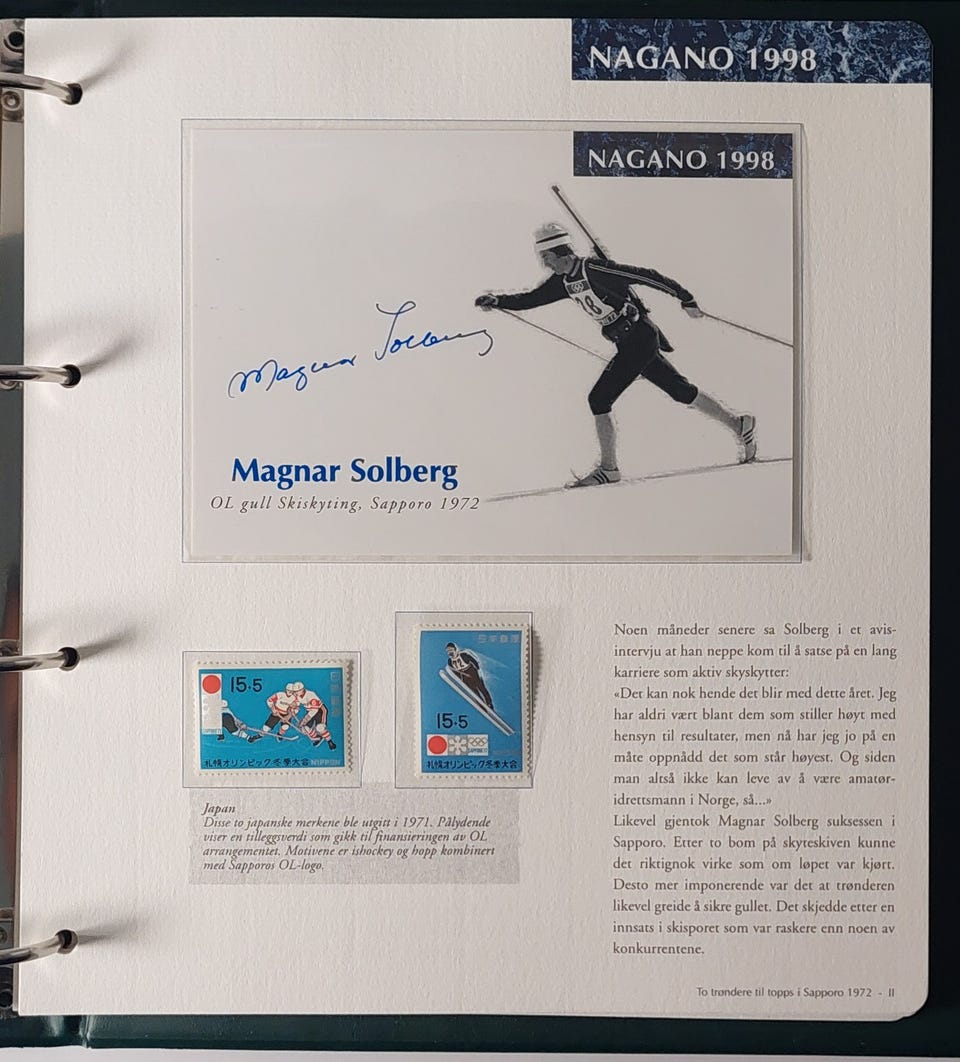 NAGANO 1998
NAGANO 1998
28
Magnar Solberg
Magnar Solberg
OL gull Skiskyting, Sapporo 1972
15·5
札幌オリンピック冬季大会
NIPPON
日本郵便
15·5
SAPPORO'72
札幌オリンピック冬季大会
Japan
Disse to japanske merkene ble utgitt i 1971. Pålydende
viser en tilleggsverdi som gikk til finansieringen av OL
arrangementet. Motivene er ishockey og hopp kombinert
med Sapporos OL-logo.
Noen måneder senere sa Solberg i et avis-
intervju at han neppe kom til å satse på en lang
karriere som aktiv skyskytter:
«Det kan nok hende det blir med dette året. Jeg
har aldri vært blant dem som stiller høyt med
hensyn til resultater, men nå har jeg jo på en
måte oppnådd det som står høyest. Og siden
man altså ikke kan leve av å være amatør-
idrettsmann i Norge, så...»
Likevel gjentok Magnar Solberg suksessen i
Sapporo. Etter to bom på skyteskiven kunne
det riktignok virke som om løpet var kjørt.
Desto mer imponerende var det at trønderen
likevel greide å sikre gullet. Det skjedde etter en
innsats i skisporet som var raskere enn noen av
konkurrentene.
To trøndere til topps i Sapporo 1972 - II